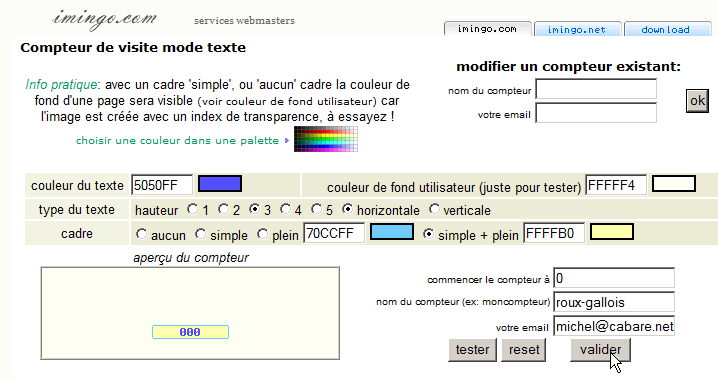 imingo.com services webmasters
imingo.com imingo.net download
Compteur de visite mode texte
modifier un compteur existant:
Info pratique: avec un cadre 'simple', ou 'aucun' cadre la couleur de
fond d'une page sera visible (voir couleur de fond utilisateur) car
l'image est créée avec un index de transparence, à essayez !
choisir une couleur dans une palette
nom du compteur
votre email
ok
couleur du texte 5050FF couleur de fond utilisateur (juste pour tester) FFFFF4
type du texte hauteur 1 2 3 4 5 horizontale verticale
cadre aucun simple plein 70CCFF simple + plein FFFFB0
aperçu du compteur
000
commencer le compteur à 0
nom du compteur (ex: moncompteur) roux-gallois
votre email michel@cabare.net
tester reset valider